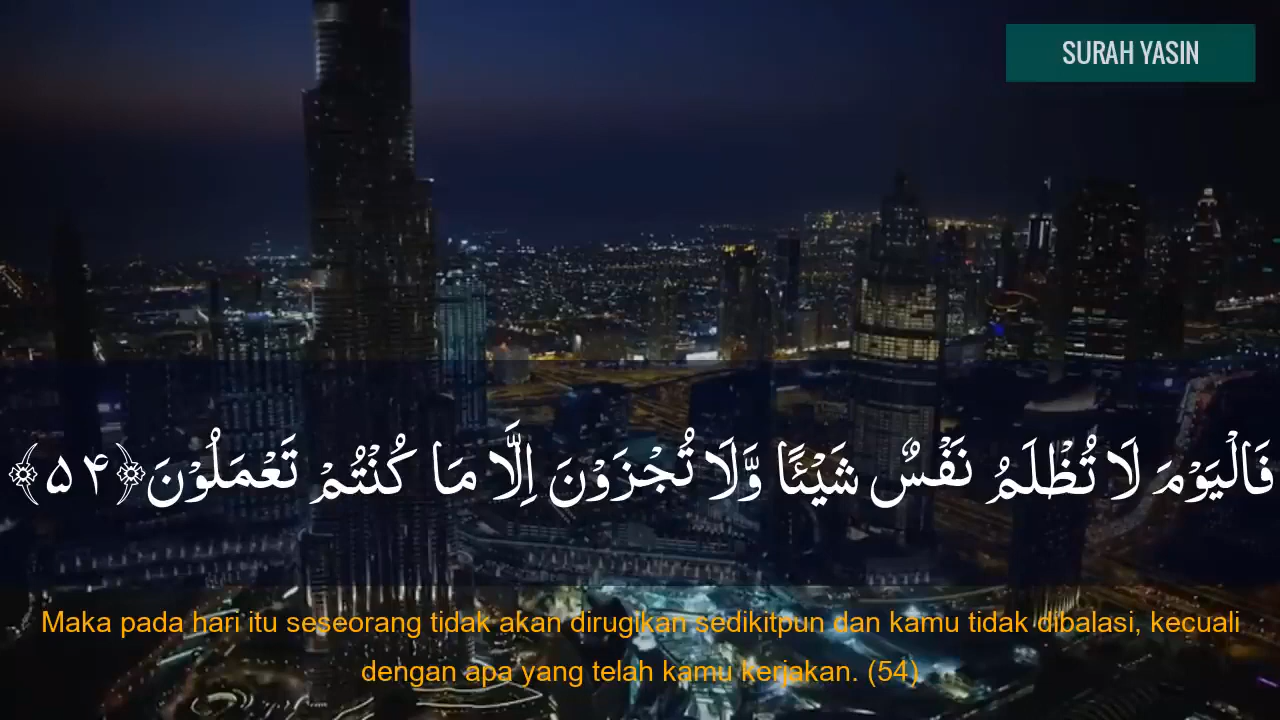 SURAH YASIN
فَالْيَوْمَ لَا تُظْلَمُ نَفْسٌ شَيْئًا وَّلَا تُجْزَوْنَ اِلَّا مَا كُنْتُمْ تَعْمَلُوْنَ﴿۵۴﴾
Maka pada hari itu seseorang tidak akan dirugikan sedikitpun dan kamu tidak dibalasi, kecuali
dengan apa yang telah kamu kerjakan. (54)